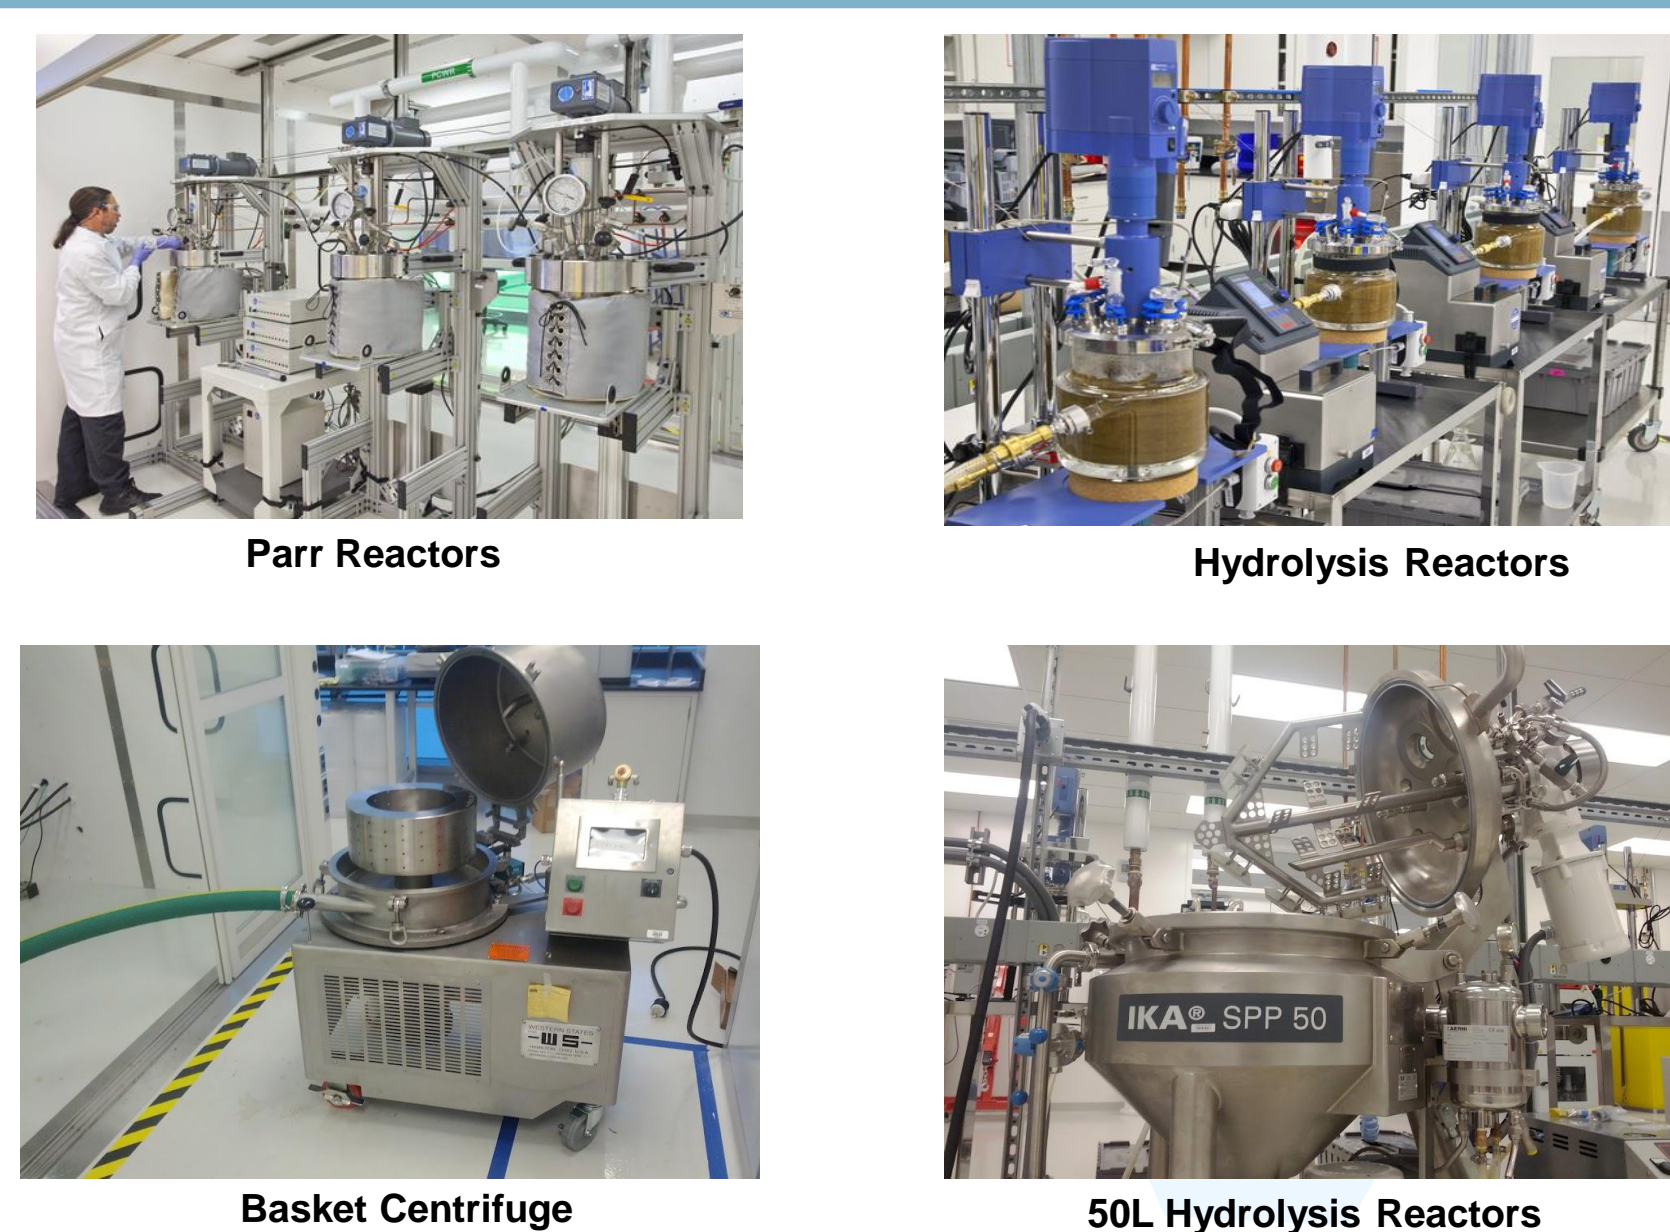 PCWR
Parr Reactors
Hydrolysis Reactors
WESTERN STATES
WS
Basket Centrifuge
IKA® SPP 50
50L Hydrolysis Reactors